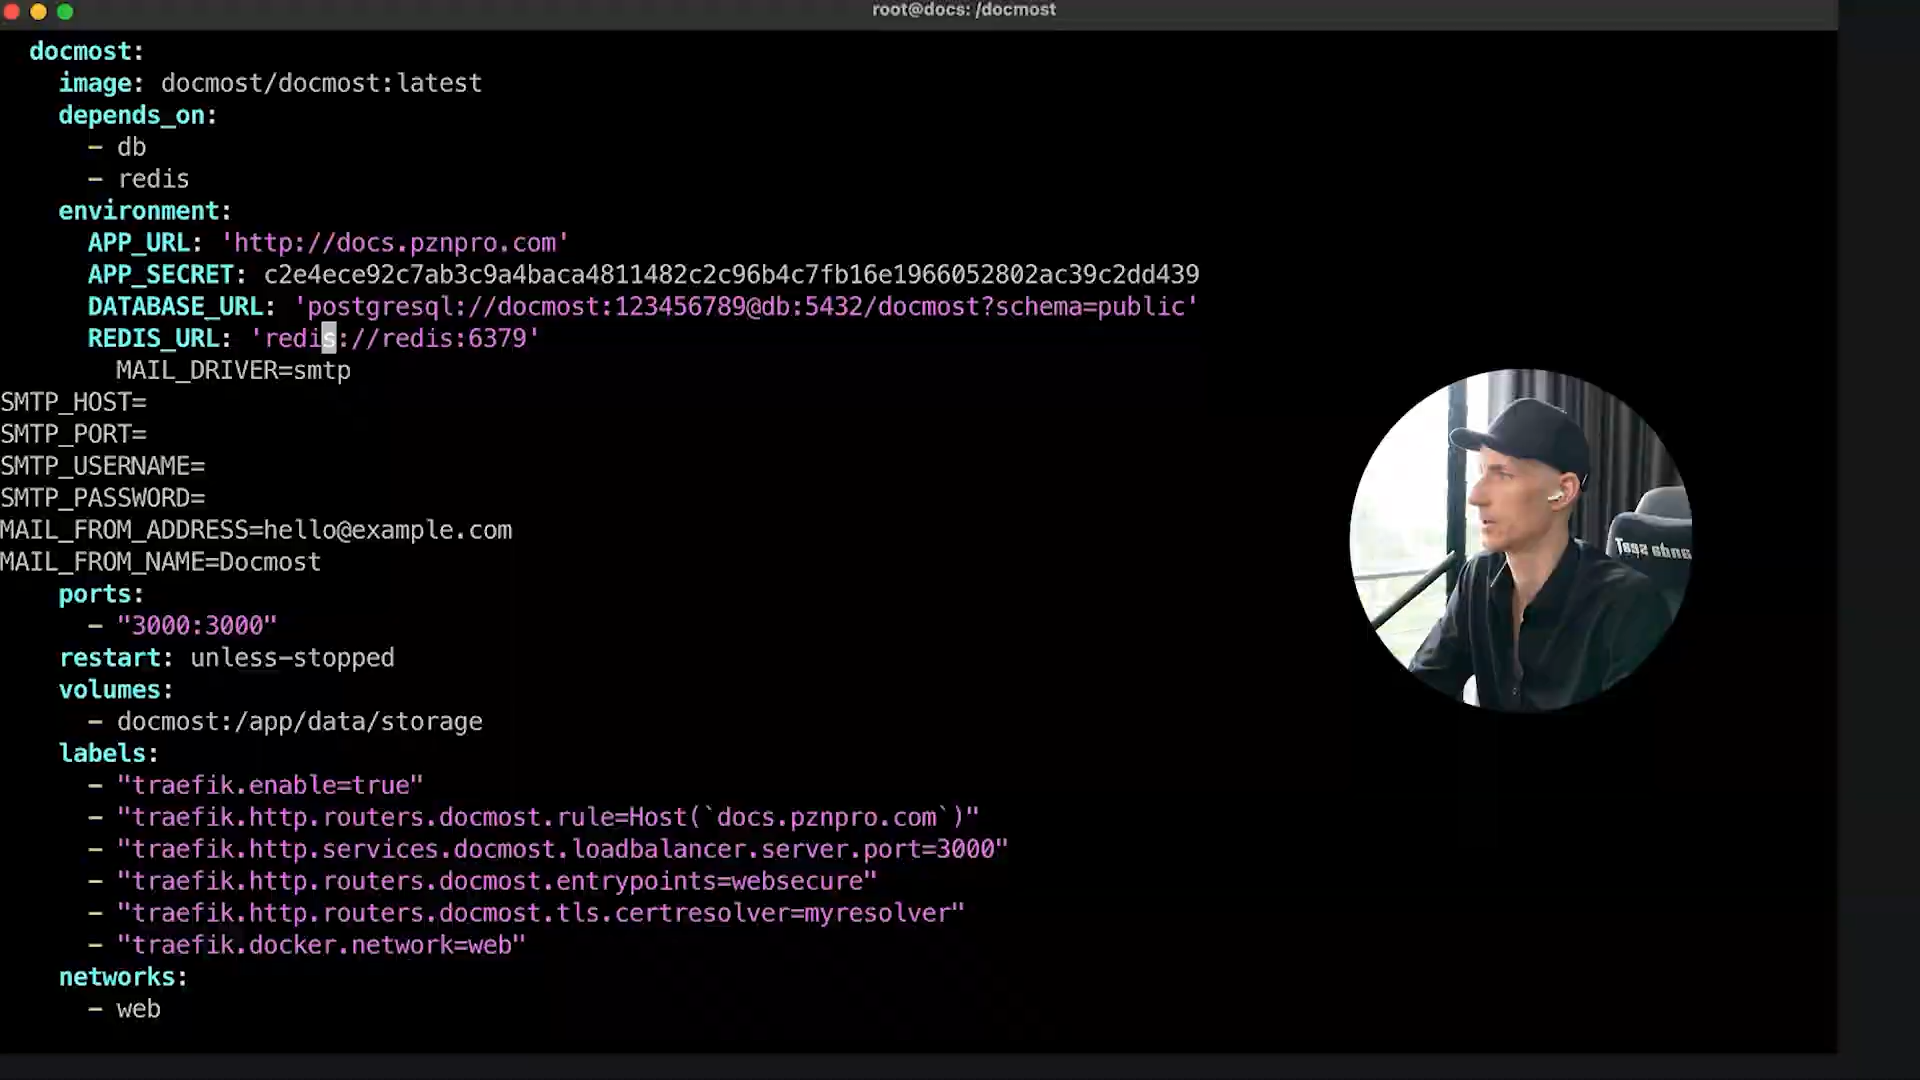 root@docs: /docmost
docmost:
image: docmost/docmost:latest
depends_on:
- db
- redis
environment:
APP_URL: 'http://docs.pznpro.com'
APP_SECRET: c2e4ece92c7ab3c9a4baca4811482c2c96b4c7fb16e1966052802ac39c2dd439
DATABASE_URL: 'postgresql://docmost:123456789@db:5432/docmost?schema=public'
REDIS_URL: 'redis://redis:6379'
MAIL_DRIVER=smtp
SMTP_HOST=
SMTP_PORT=
SMTP_USERNAME=
SMTP_PASSWORD=
MAIL_FROM_ADDRESS=hello@example.com
MAIL_FROM_NAME=Docmost
ports:
- "3000:3000"
restart: unless-stopped
volumes:
- docmost:/app/data/storage
labels:
- "traefik.enable=true"
- "traefik.http.routers.docmost.rule=Host(`docs.pznpro.com`)"
- "traefik.http.services.docmost.loadbalancer.server.port=3000"
- "traefik.http.routers.docmost.entrypoints=websecure"
- "traefik.http.routers.docmost.tls.certresolver=myresolver"
- "traefik.docker.network=web"
networks:
- web